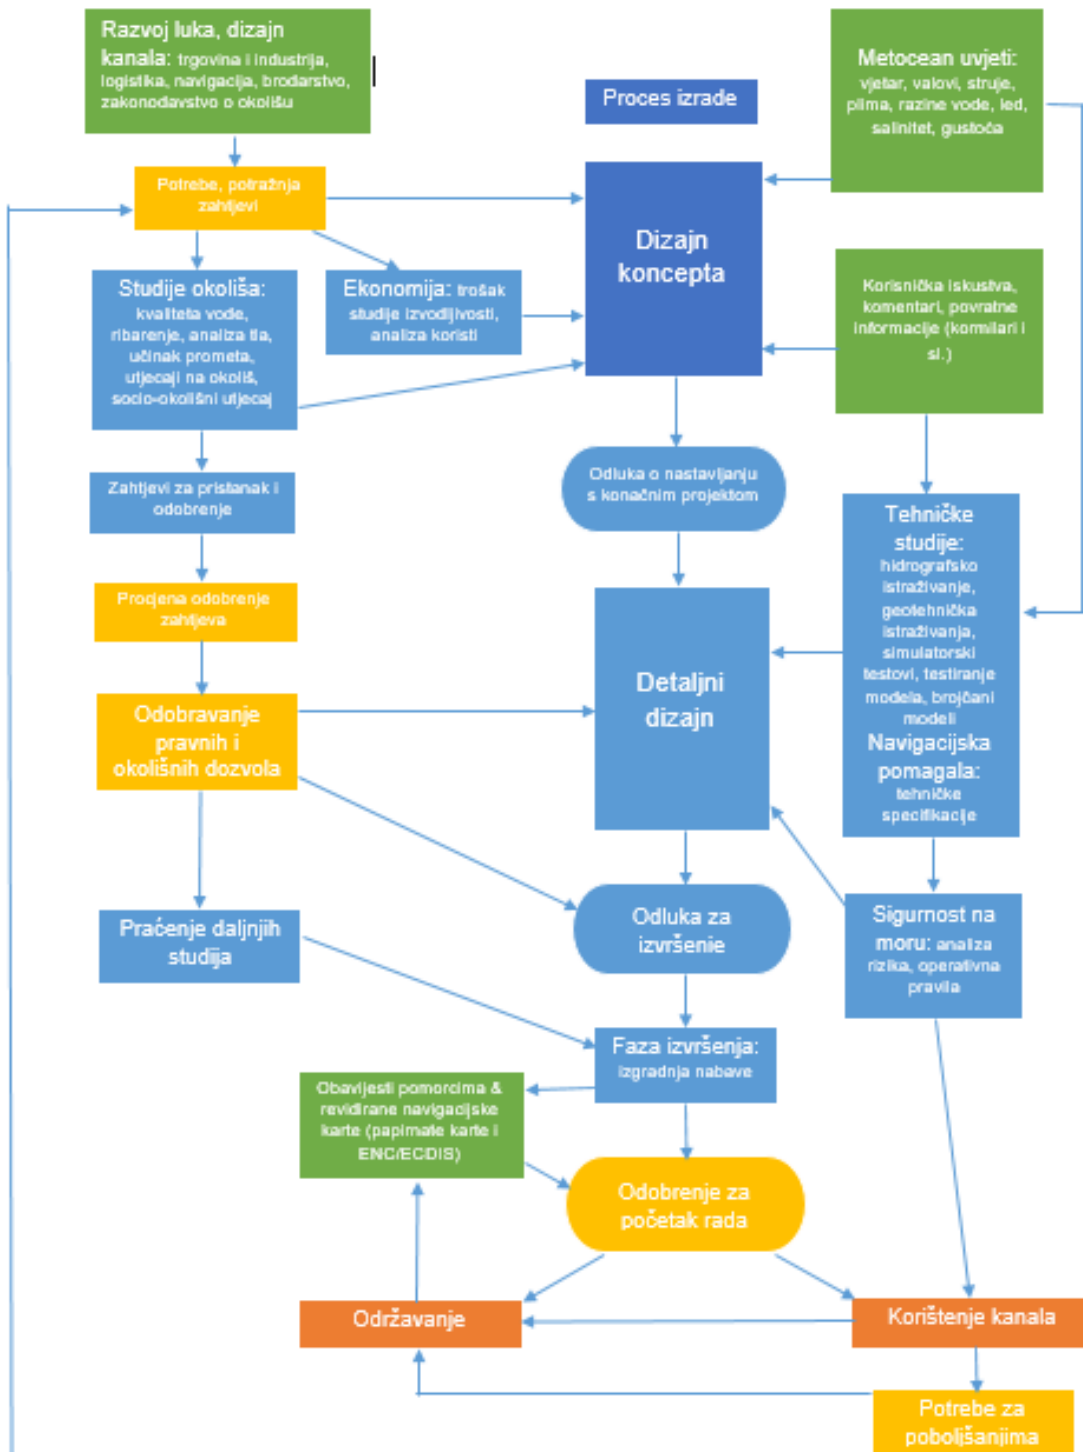 Razvoj luka, dizajn
kanala: trgovina i industrija,
logistika, navigacija, brodarstvo,
zakonodavstvo o okolišu
Proces izrade
Metocean uvjeti:
vjetar, valovi, struje,
plima, razine vode, led,
salinitet, gustoća
Potrebe, potražnja
zahtjevi
Dizajn
koncepta
Studije okoliša:
kvaliteta vode,
ribarenje, analiza tla,
učinak prometa,
utjecaji na okoliš,
socio-okolišni utjecaj
Ekonomija: trošak
studije izvodljivosti,
analiza koristi
Korisnička iskustva,
komentari, povratne
informacije (kormilari i
sl.)
Zahtjevi za pristanak i
odobrenje
Odluka o nastavljanju
s konačnim projektom
Procjena odobrenje
zahtjeva
Tehničke
studije:
hidrografsko
istraživanje,
geotehnička
istraživanja,
simulatorski
testovi, testiranje
modela, brojčani
modeli
Navigacijska
pomagala:
tehničke
specifikacije
Detaljni
dizajn
Odobravanje
pravnih i
okolišnih dozvola
Praćenje daljnjih
studija
Odluka za
izvršenie
Sigurnost na
moru: analiza
rizika, operativna
pravila
Faza izvršenja:
izgradnja nabave
Obavijesti pomorcima &
revidirane navigacijske
karte (papirnate karte i
ENC/ECDIS)
Odobrenje za
početak rada
Održavanje
Korištenje kanala
Potrebe za
poboljšanjima